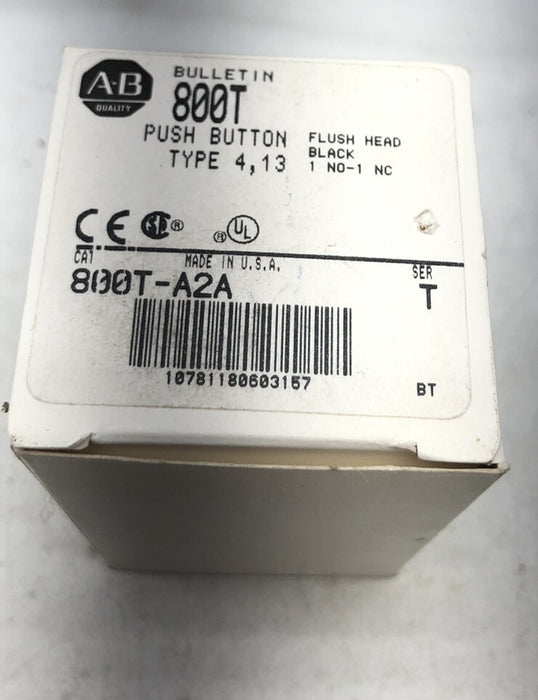 A-B
QUALITY
BULLETIN
800T
PUSH BUTTON
TYPE 4,13
FLUSH HEAD
BLACK
1 NO-1 NC
CE SA ® ® UL
CAT
MADE IN U.S.A.
SER
800T-A2A
T
10781180603157
BT